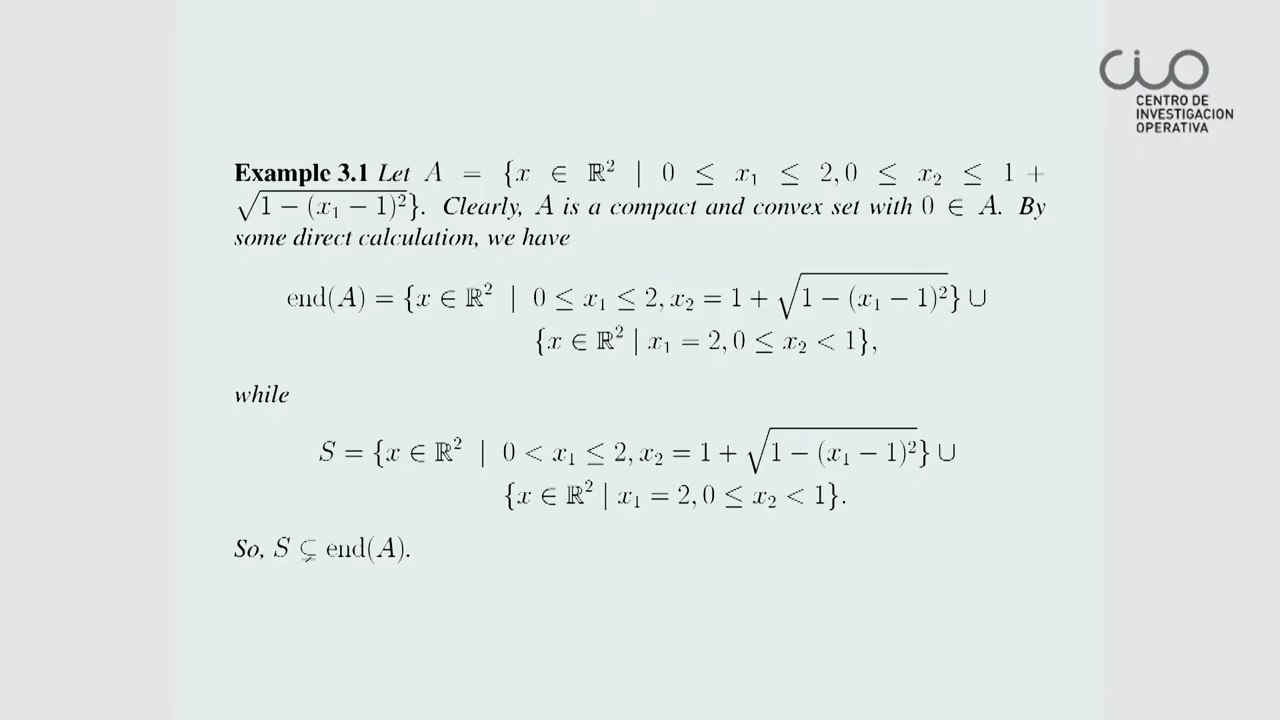 CIO
CENTRO DE
INVESTIGACION
OPERATIVA
Example 3.1 Let A = {x ∈ ℝ² | 0 ≤ x₁ ≤ 2, 0 ≤ x₂ ≤ 1 +
√(1 − (x₁ − 1)²)}. Clearly, A is a compact and convex set with 0 ∈ A. By
some direct calculation, we have
end(A) = {x ∈ ℝ² | 0 ≤ x₁ ≤ 2, x₂ = 1 + √(1 − (x₁ − 1)²)} ∪
{x ∈ ℝ² | x₁ = 2, 0 ≤ x₂ < 1},
while
S = {x ∈ ℝ² | 0 < x₁ ≤ 2, x₂ = 1 + √(1 − (x₁ − 1)²)} ∪
{x ∈ ℝ² | x₁ = 2, 0 ≤ x₂ < 1}.
So, S ⊊ end(A).